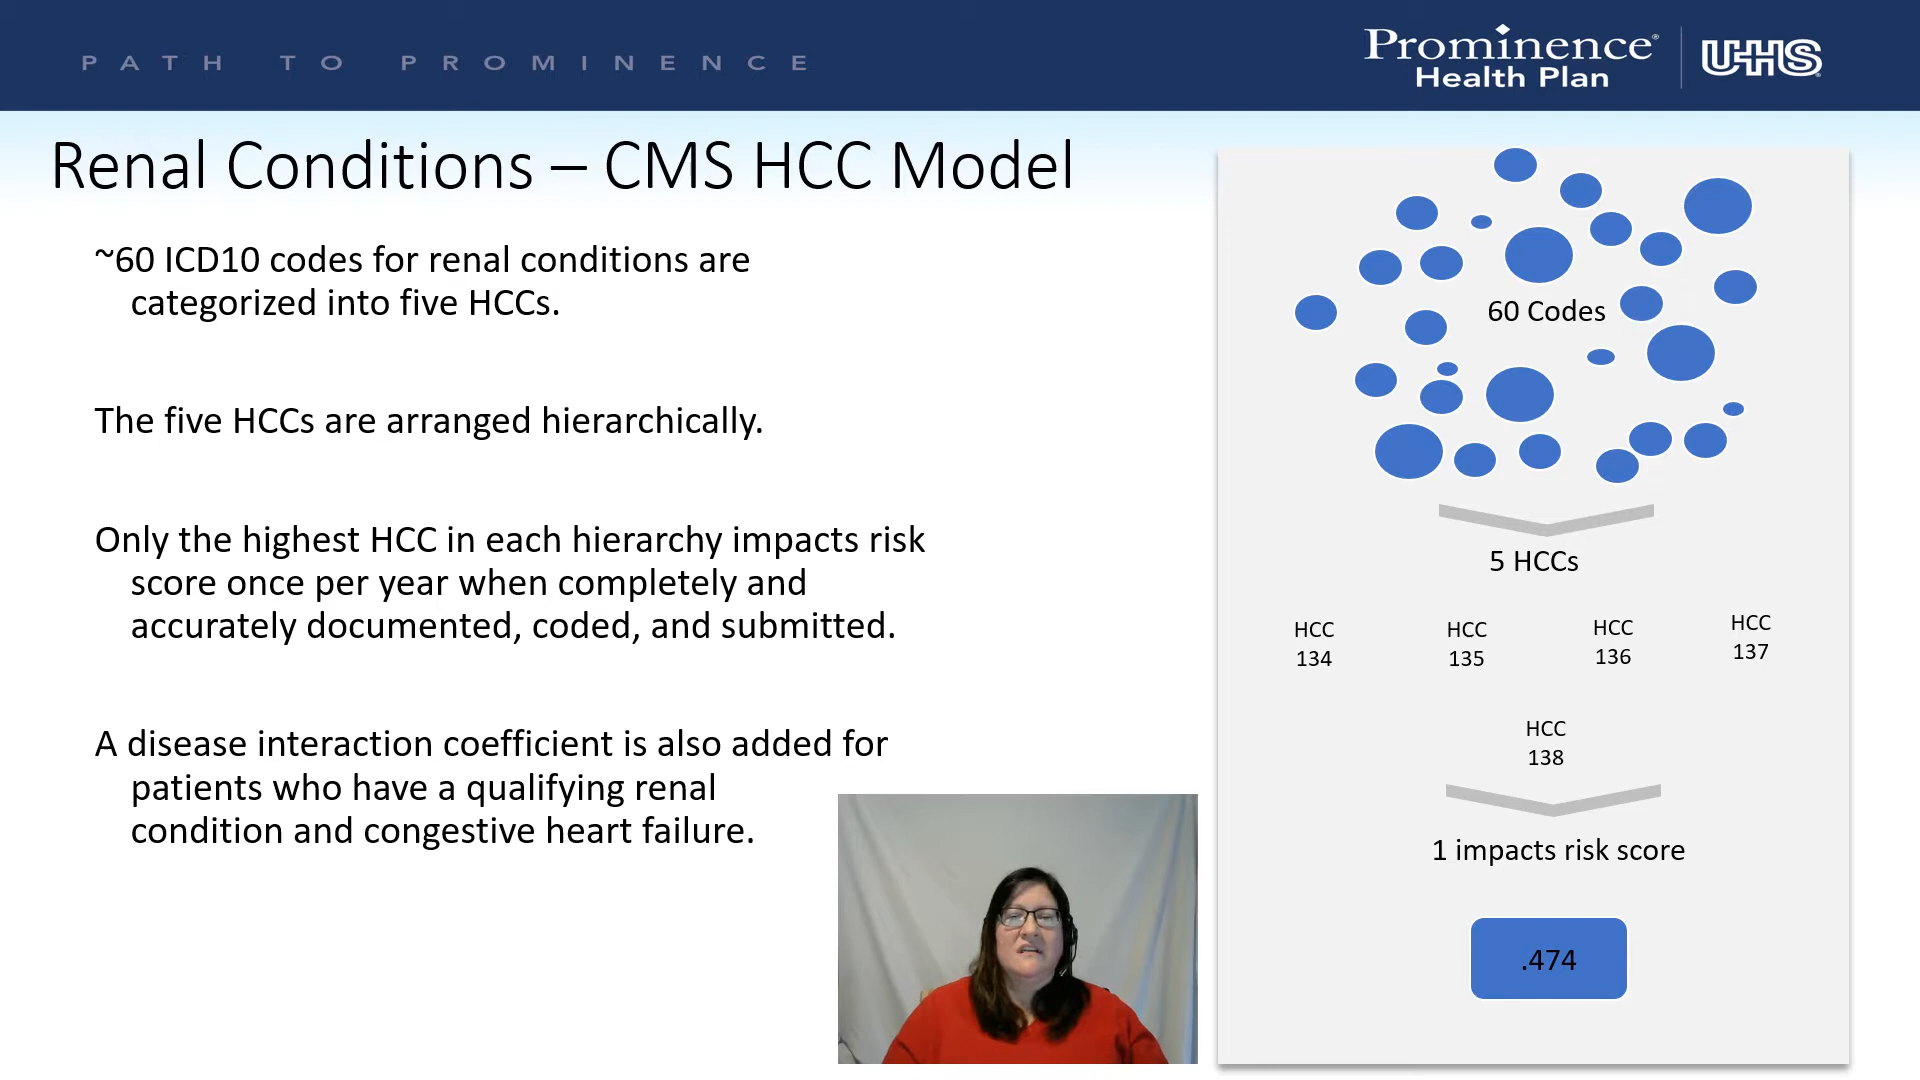 PATH TO PROMINENCE
Prominence®
Health Plan
UHS
Renal Conditions – CMS HCC Model
~60 ICD10 codes for renal conditions are
categorized into five HCCs.
The five HCCs are arranged hierarchically.
Only the highest HCC in each hierarchy impacts risk
score once per year when completely and
accurately documented, coded, and submitted.
A disease interaction coefficient is also added for
patients who have a qualifying renal
condition and congestive heart failure.
60 Codes
5 HCCs
HCC
134
HCC
135
HCC
136
HCC
137
HCC
138
1 impacts risk score
.474